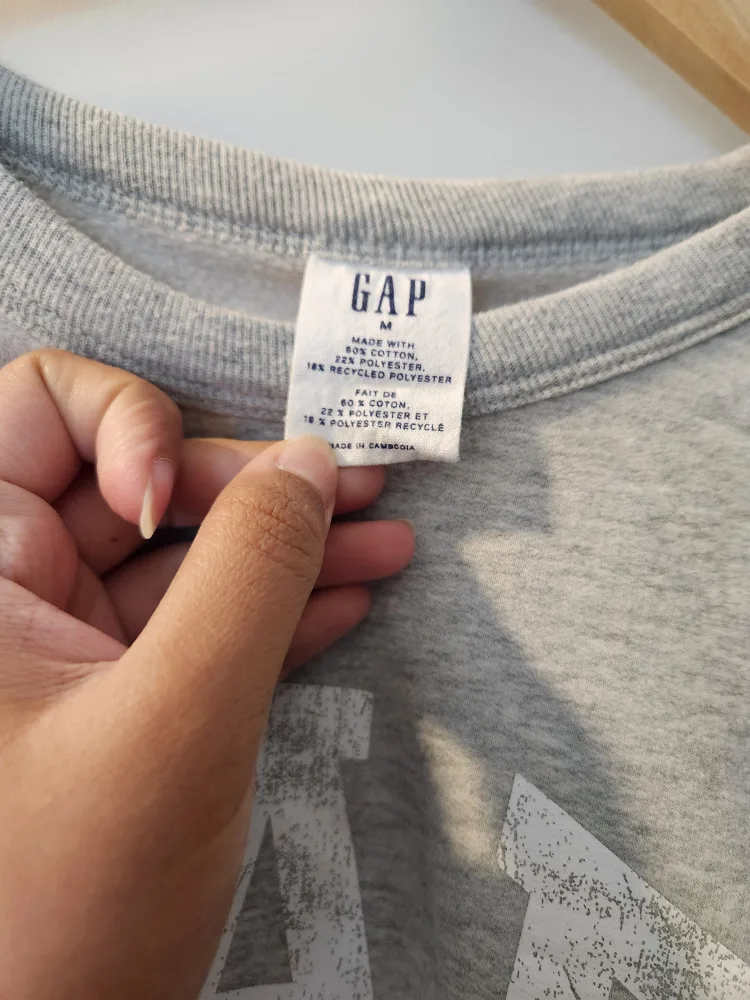 GAP
M
MADE WITH
60% COTTON,
22% POLYESTER,
18% RECYCLED POLYESTER
FAIT DE
60 % COTON,
22 % POLYESTER ET
18 % POLYESTER RECYCLÉ
MADE IN CAMBODIA
A